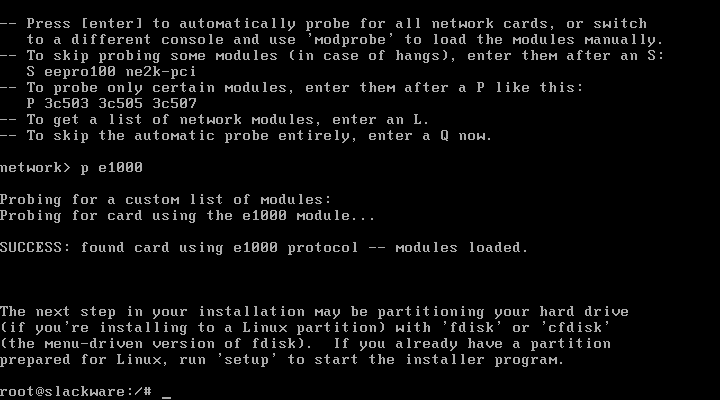 -- Press [enter] to automatically probe for all network cards, or switch
to a different console and use 'modprobe' to load the modules manually.
-- To skip probing some modules (in case of hangs), enter them after an S:
S eepro100 ne2k-pci
-- To probe only certain modules, enter them after a P like this:
P 3c503 3c505 3c507
-- To get a list of network modules, enter an L.
-- To skip the automatic probe entirely, enter a Q now.
network> p e1000
Probing for a custom list of modules:
Probing for card using the e1000 module...
SUCCESS: found card using e1000 protocol -- modules loaded.
The next step in your installation may be partitioning your hard drive
(if you're installing to a Linux partition) with 'fdisk' or 'cfdisk'
(the menu-driven version of fdisk).  If you already have a partition
prepared for Linux, run 'setup' to start the installer program.
root@slackware:/# _